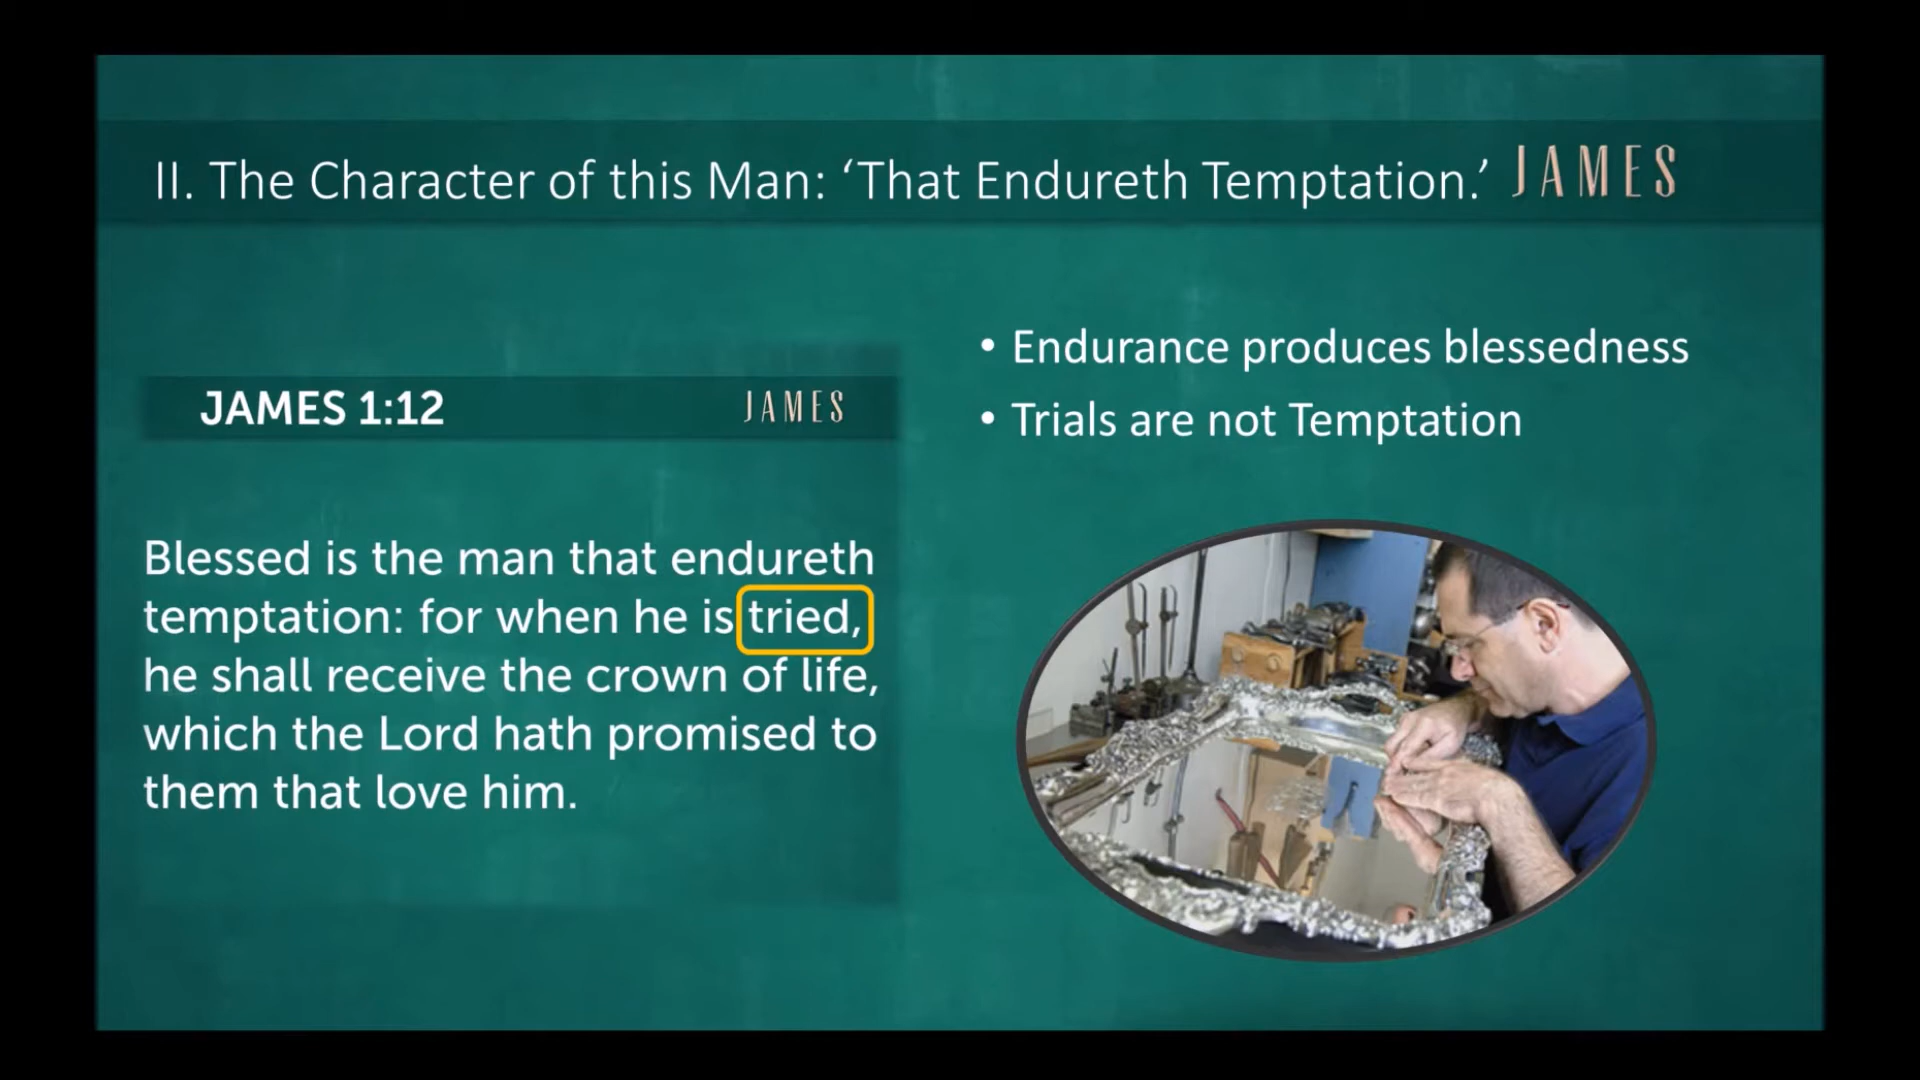 II. The Character of this Man: ‘That Endureth Temptation.’ JAMES
JAMES 1:12 JAMES
Blessed is the man that endureth
temptation: for when he is tried,
he shall receive the crown of life,
which the Lord hath promised to
them that love him.
• Endurance produces blessedness
• Trials are not Temptation